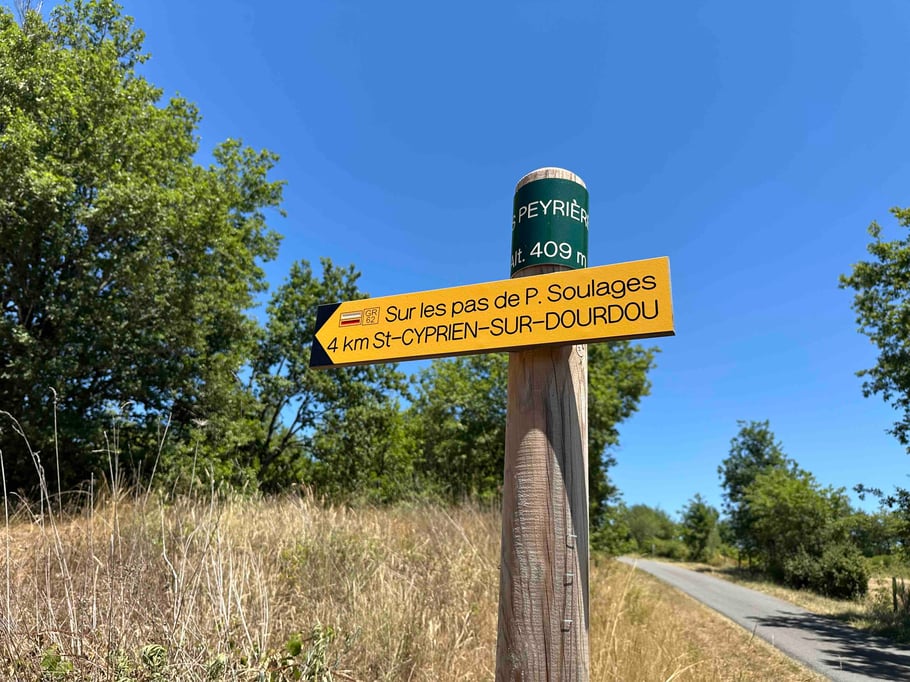 PEYRIÈR
Alt. 409 m
GR
62
Sur les pas de P. Soulages
4 km St-CYPRIEN-SUR-DOURDOU